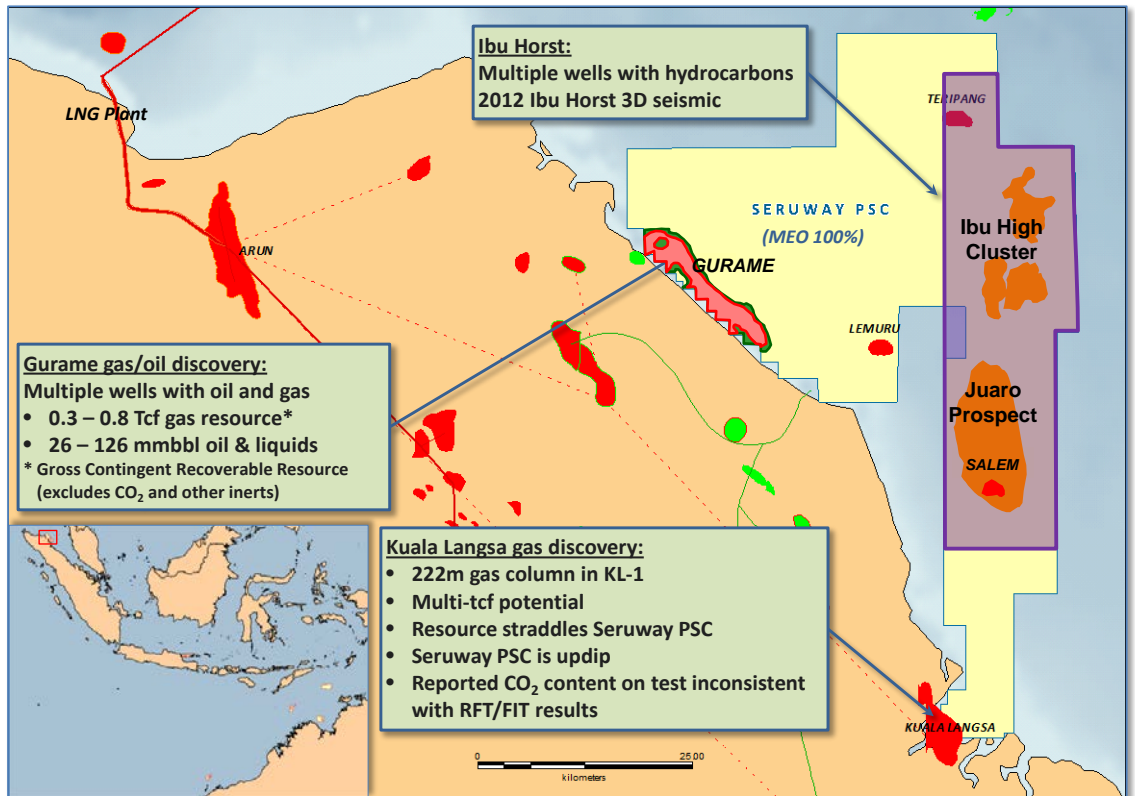 Ibu Horst:
Multiple wells with hydrocarbons
2012 Ibu Horst 3D seismic
LNG Plant
TERIPANG
SERUWAY PSC
(MEO 100%)
Ibu High
Cluster
ARUN
GURAME
LEMURU
Gurame gas/oil discovery:
Multiple wells with oil and gas
• 0.3 – 0.8 Tcf gas resource*
• 26 – 126 mmbbl oil & liquids
* Gross Contingent Recoverable Resource
(excludes CO₂ and other inerts)
Juaro
Prospect
SALEM
Kuala Langsa gas discovery:
• 222m gas column in KL-1
• Multi-tcf potential
• Resource straddles Seruway PSC
• Seruway PSC is updip
• Reported CO₂ content on test inconsistent
with RFT/FIT results
KUALA LANGSA
0 25.00
kilometers